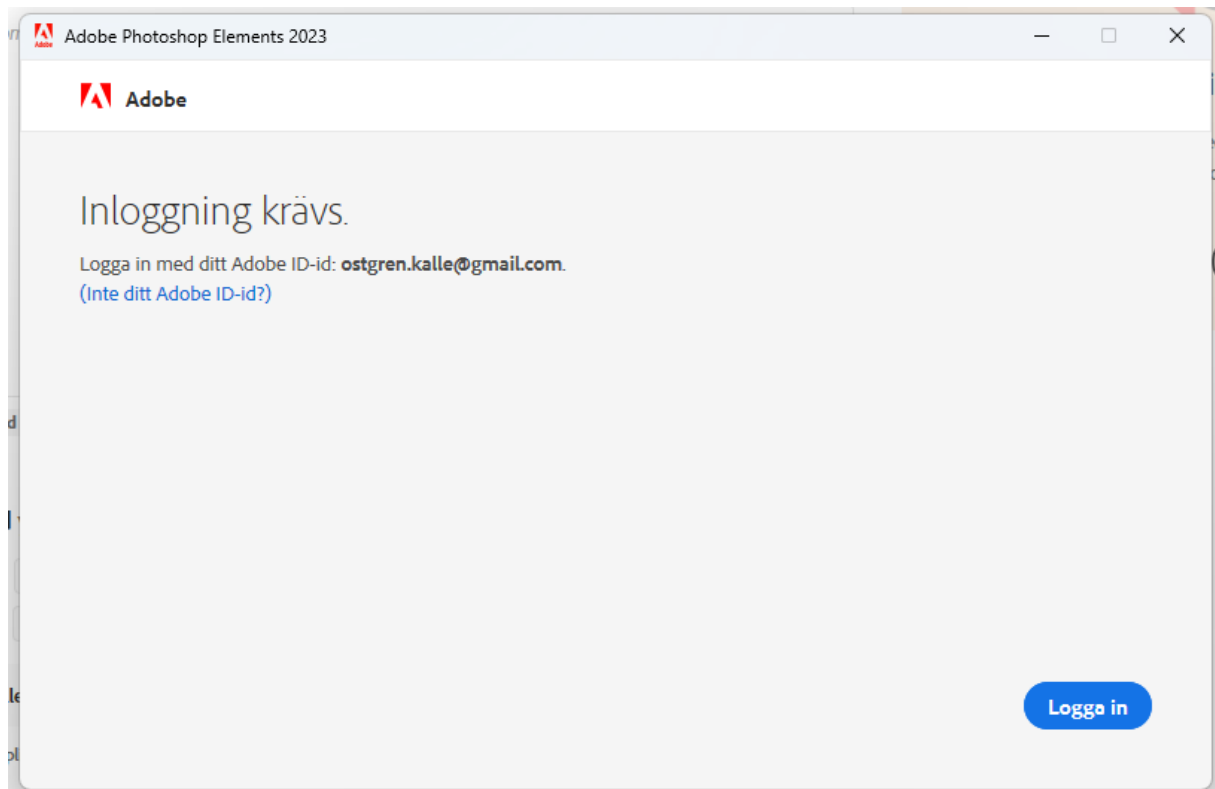 Adobe Photoshop Elements 2023
Adobe
Inloggning krävs.
Logga in med ditt Adobe ID-id: ostgren.kalle@gmail.com.
(Inte ditt Adobe ID-id?)
Logga in